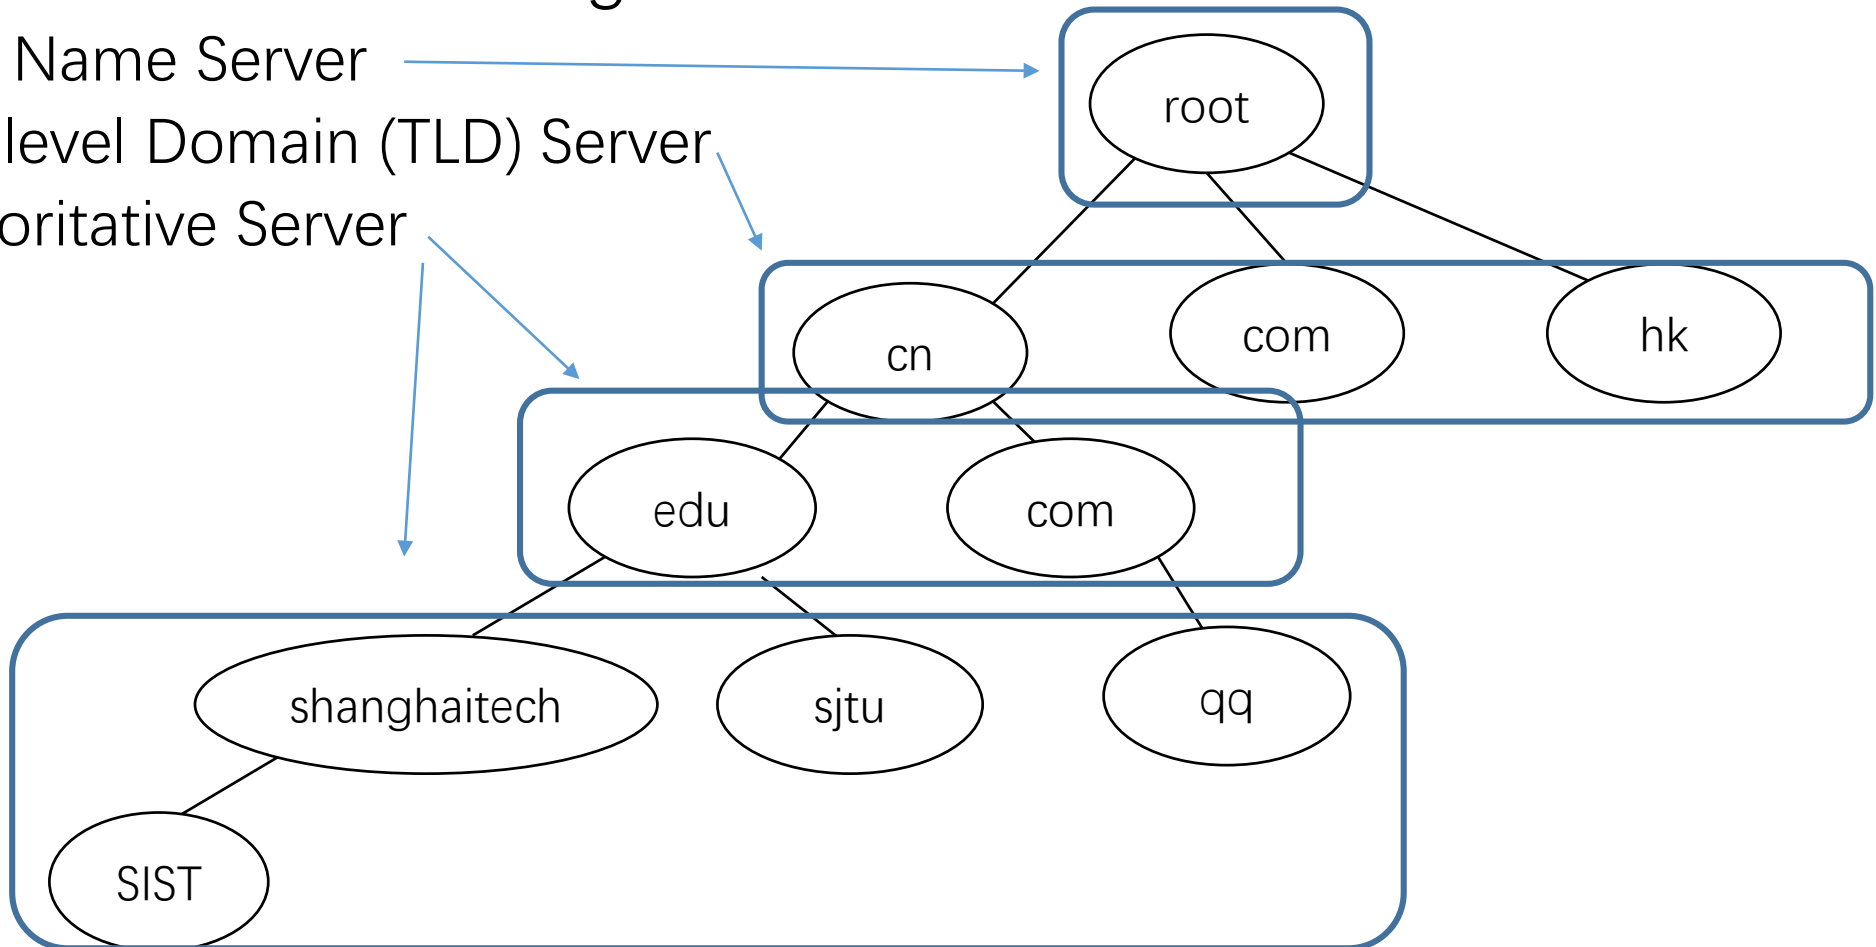 Name Server
level Domain (TLD) Server
oritative Server
root
cn
com
hk
edu
com
shanghaitech
sjtu
qq
SIST